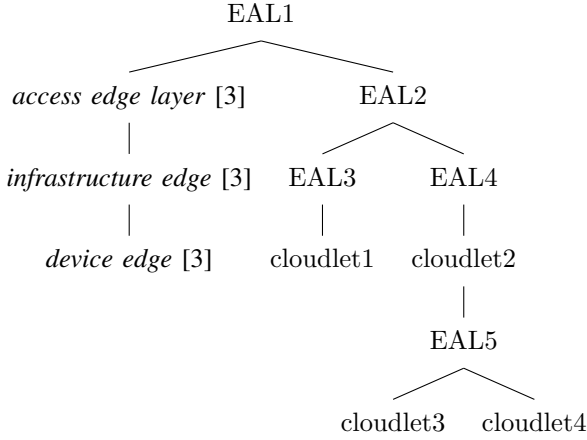 EAL1
access edge layer [3] EAL2
infrastructure edge [3] EAL3 EAL4
device edge [3] cloudlet1 cloudlet2
EAL5
cloudlet3 cloudlet4